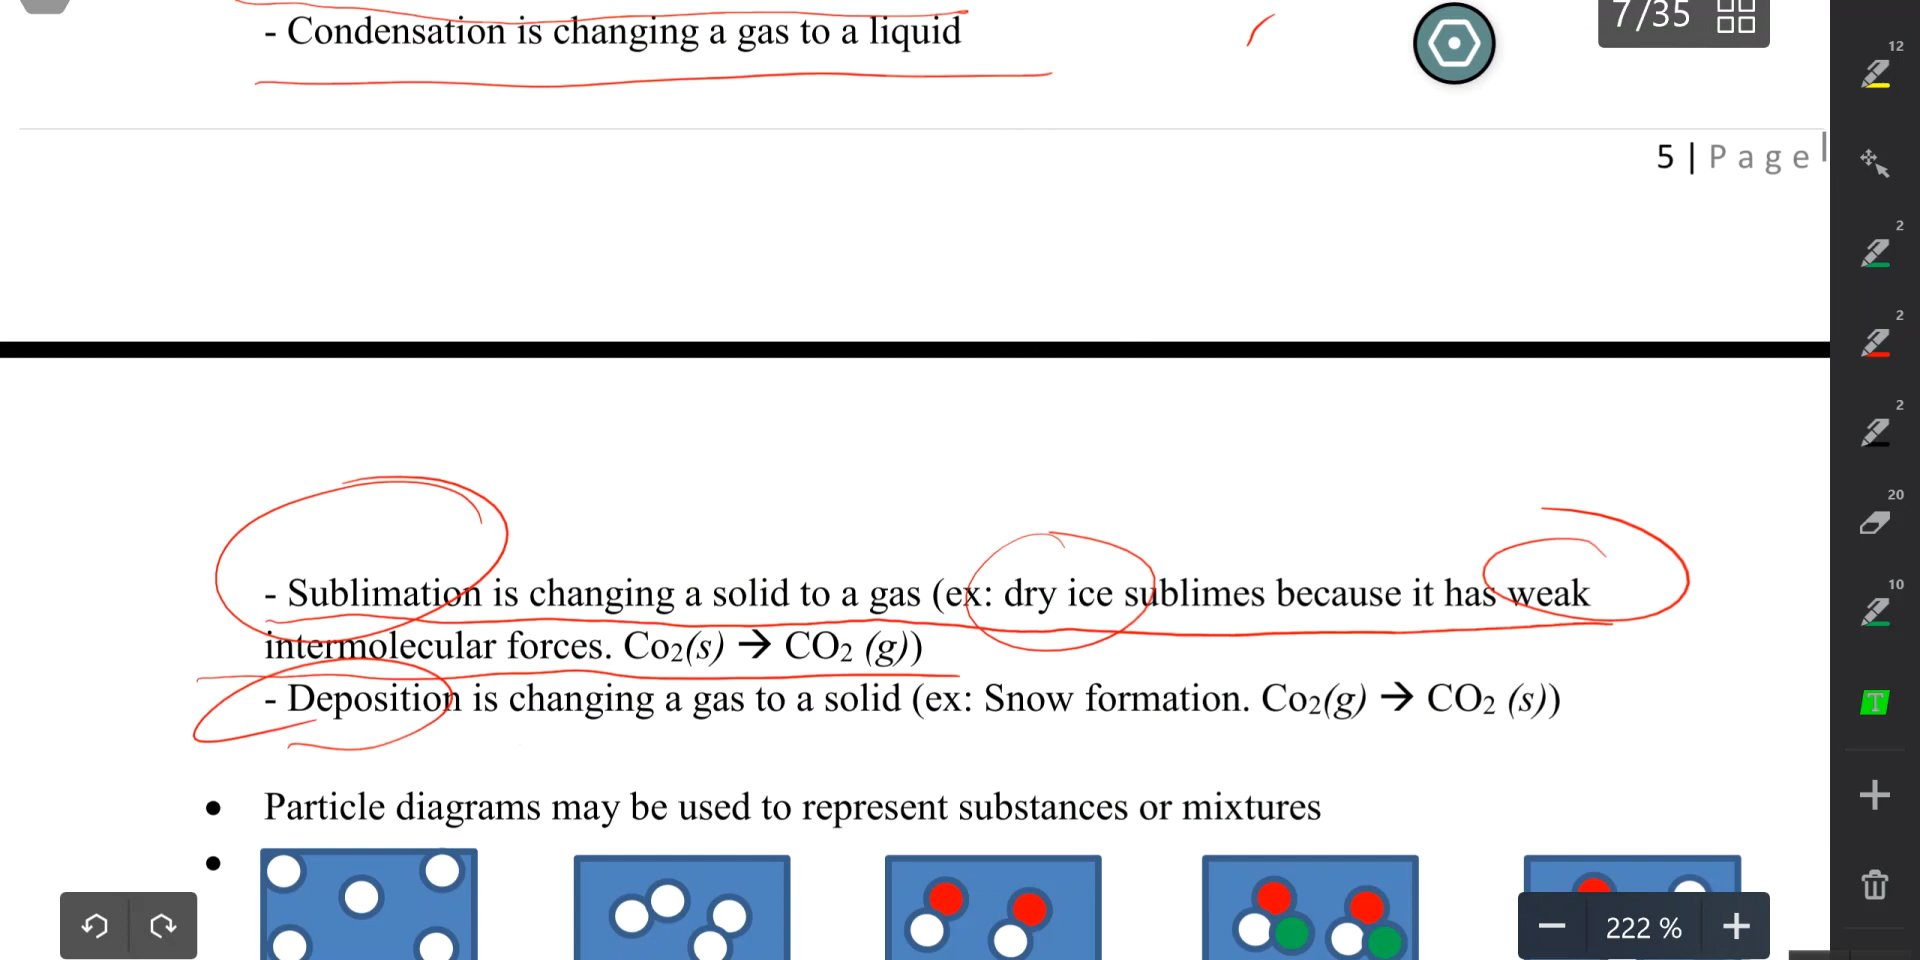 - Condensation is changing a gas to a liquid
7/35
5 | Page
12
2
2
2
20
10
- Sublimation is changing a solid to a gas (ex: dry ice sublimes because it has weak
intermolecular forces. Co2(s) → CO2 (g))
- Deposition is changing a gas to a solid (ex: Snow formation. Co2(g) → CO2 (s))
T
• Particle diagrams may be used to represent substances or mixtures
•
222 %